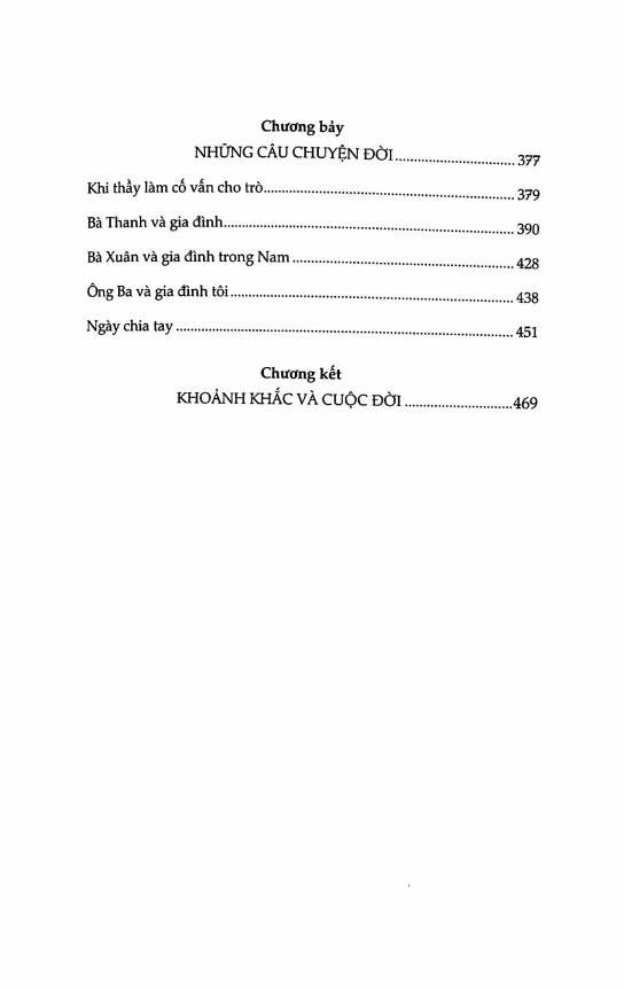 Chương bảy
NHỮNG CÂU CHUYỆN ĐỜI................................377
Khi thầy làm cố vấn cho trò................................379
Bà Thanh và gia đình................................390
Bà Xuân và gia đình trong Nam................................428
Ông Ba và gia đình tôi................................438
Ngày chia tay................................451
Chương kết
KHOẢNH KHẮC VÀ CUỘC ĐỜI................................469